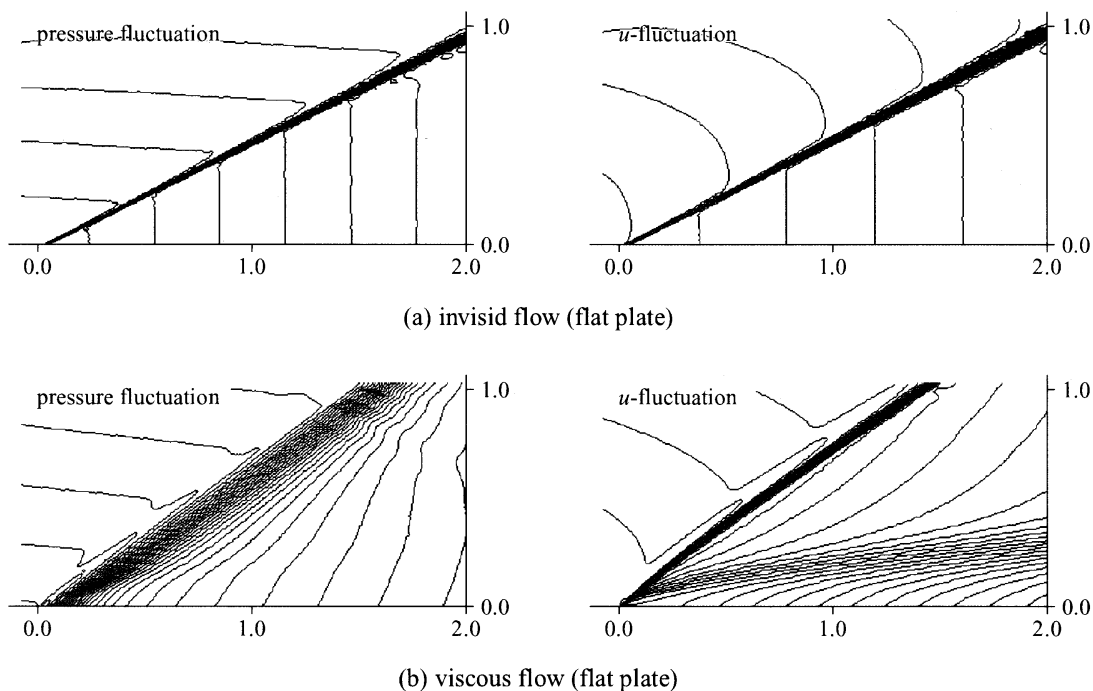 pressure fluctuation
1.0
0.0
0.0 1.0 2.0
u-fluctuation
1.0
0.0
0.0 1.0 2.0
(a) invisid flow (flat plate)
pressure fluctuation
1.0
0.0
0.0 1.0 2.0
u-fluctuation
1.0
0.0
0.0 1.0 2.0
(b) viscous flow (flat plate)